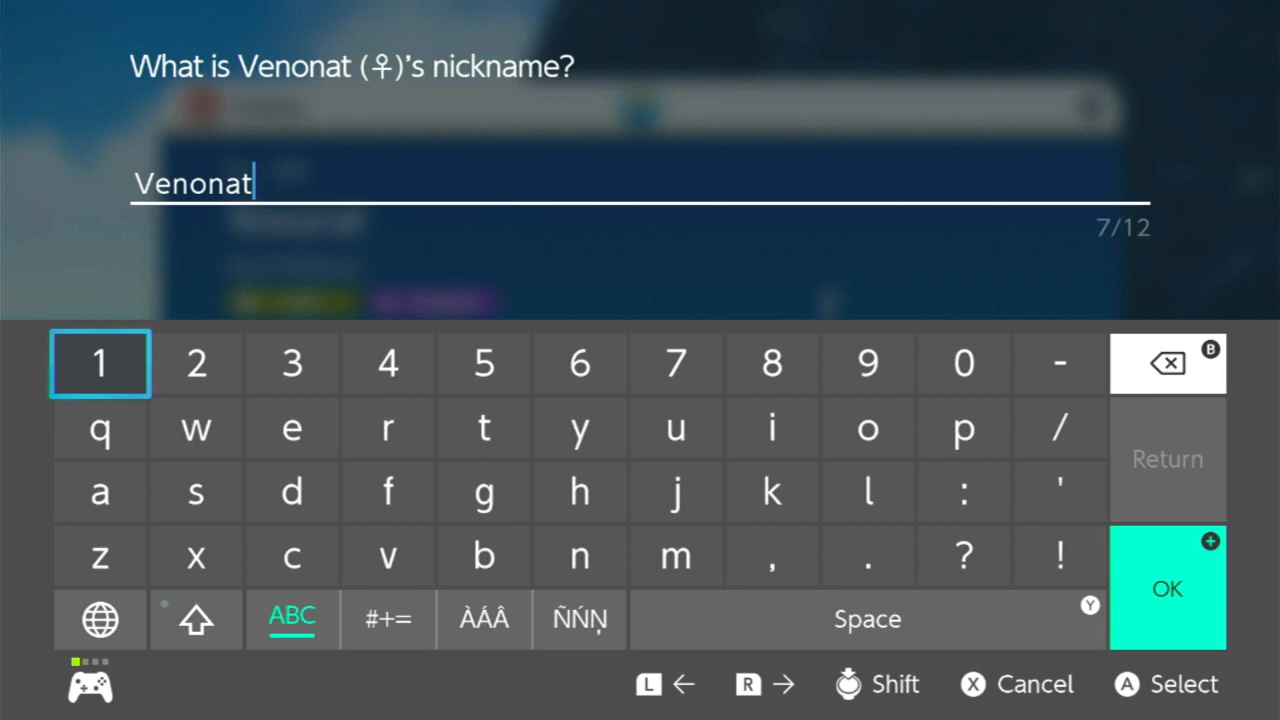 What is Venonat (♀)'s nickname?
Venonat
7/12
1 2 3 4 5 6 7 8 9 0 - B
q w e r t y u i o p /
Return
a s d f g h j k l : '
z x c v b n m , . ? ! +
OK
ABC #+= ÀÁÂ ÑŃŅ Space Y
L ← R → Shift X Cancel A Select